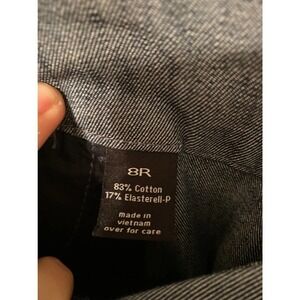 8R
83% Cotton
17% Elasterell-P
made in
vietnam
over for care